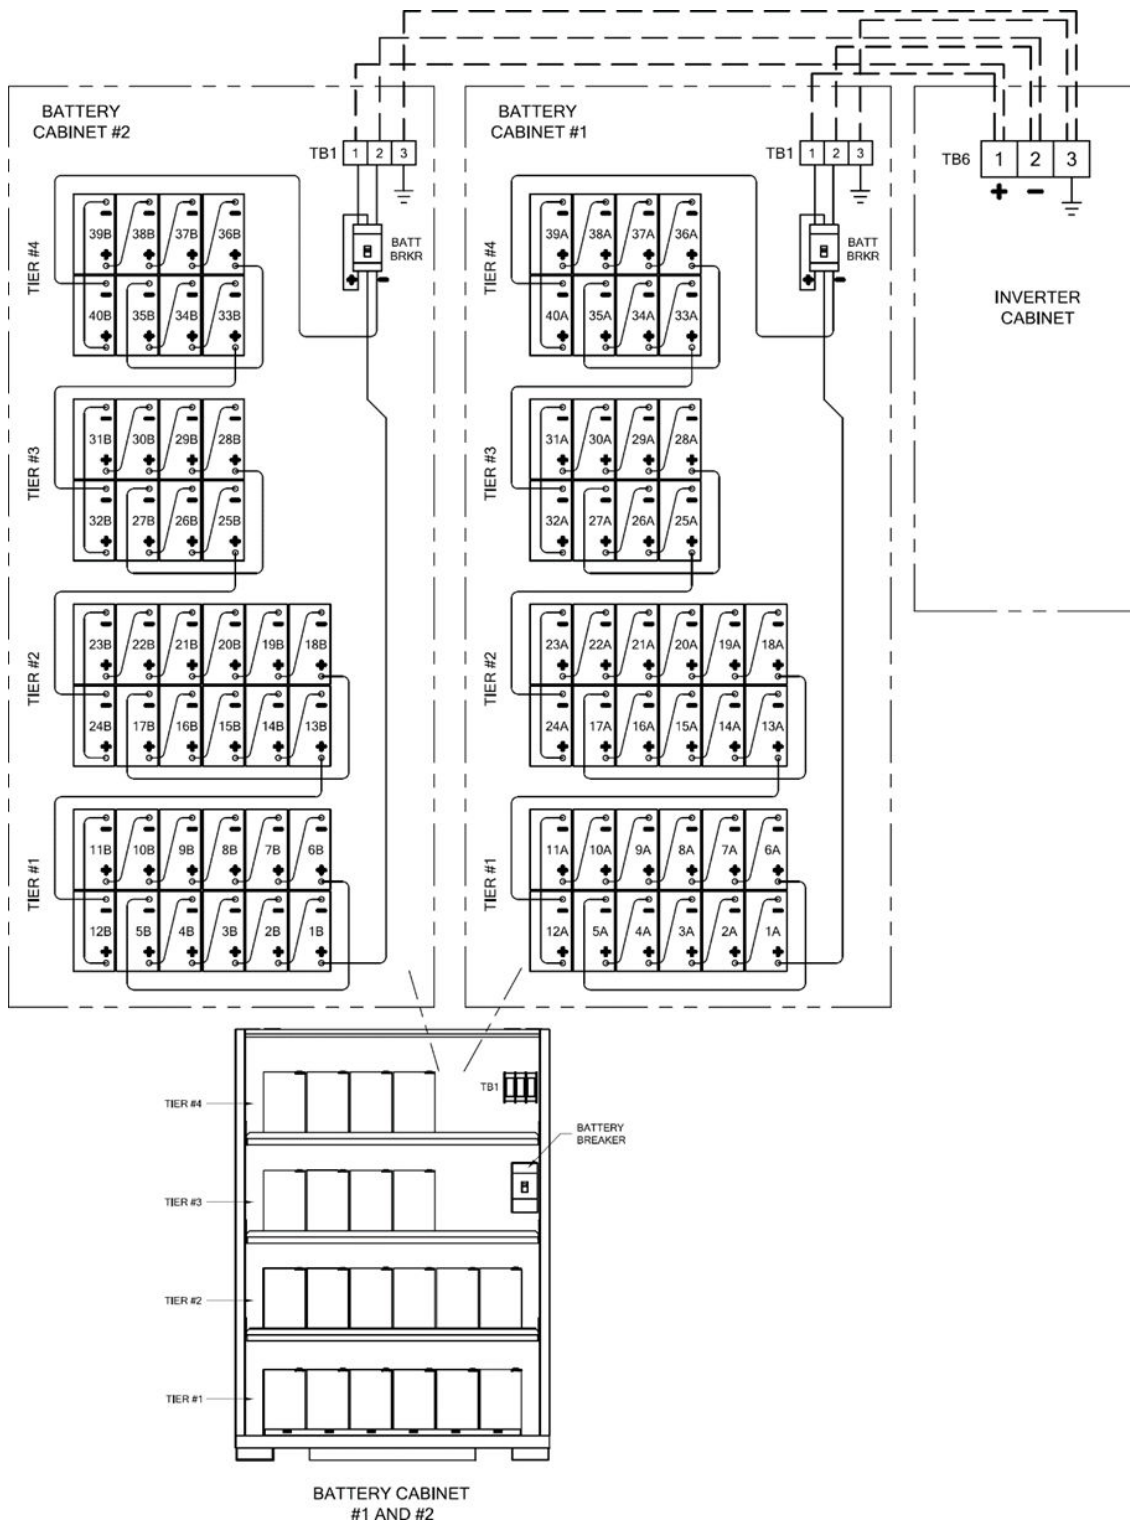 BATTERY
CABINET #2
TB1 1 2 3
TIER #4
39B 38B 37B 36B
40B 35B 34B 33B
BATT
BRKR
+ -
TIER #3
31B 30B 29B 28B
32B 27B 26B 25B
TIER #2
23B 22B 21B 20B 19B 18B
24B 17B 16B 15B 14B 13B
TIER #1
11B 10B 9B 8B 7B 6B
12B 5B 4B 3B 2B 1B
BATTERY
CABINET #1
TB1 1 2 3
TIER #4
39A 38A 37A 36A
40A 35A 34A 33A
BATT
BRKR
+ -
TIER #3
31A 30A 29A 28A
32A 27A 26A 25A
TIER #2
23A 22A 21A 20A 19A 18A
24A 17A 16A 15A 14A 13A
TIER #1
11A 10A 9A 8A 7A 6A
12A 5A 4A 3A 2A 1A
TB6 1 2 3
+ -
INVERTER
CABINET
TB1
TIER #4
BATTERY
BREAKER
TIER #3
TIER #2
TIER #1
BATTERY CABINET
#1 AND #2